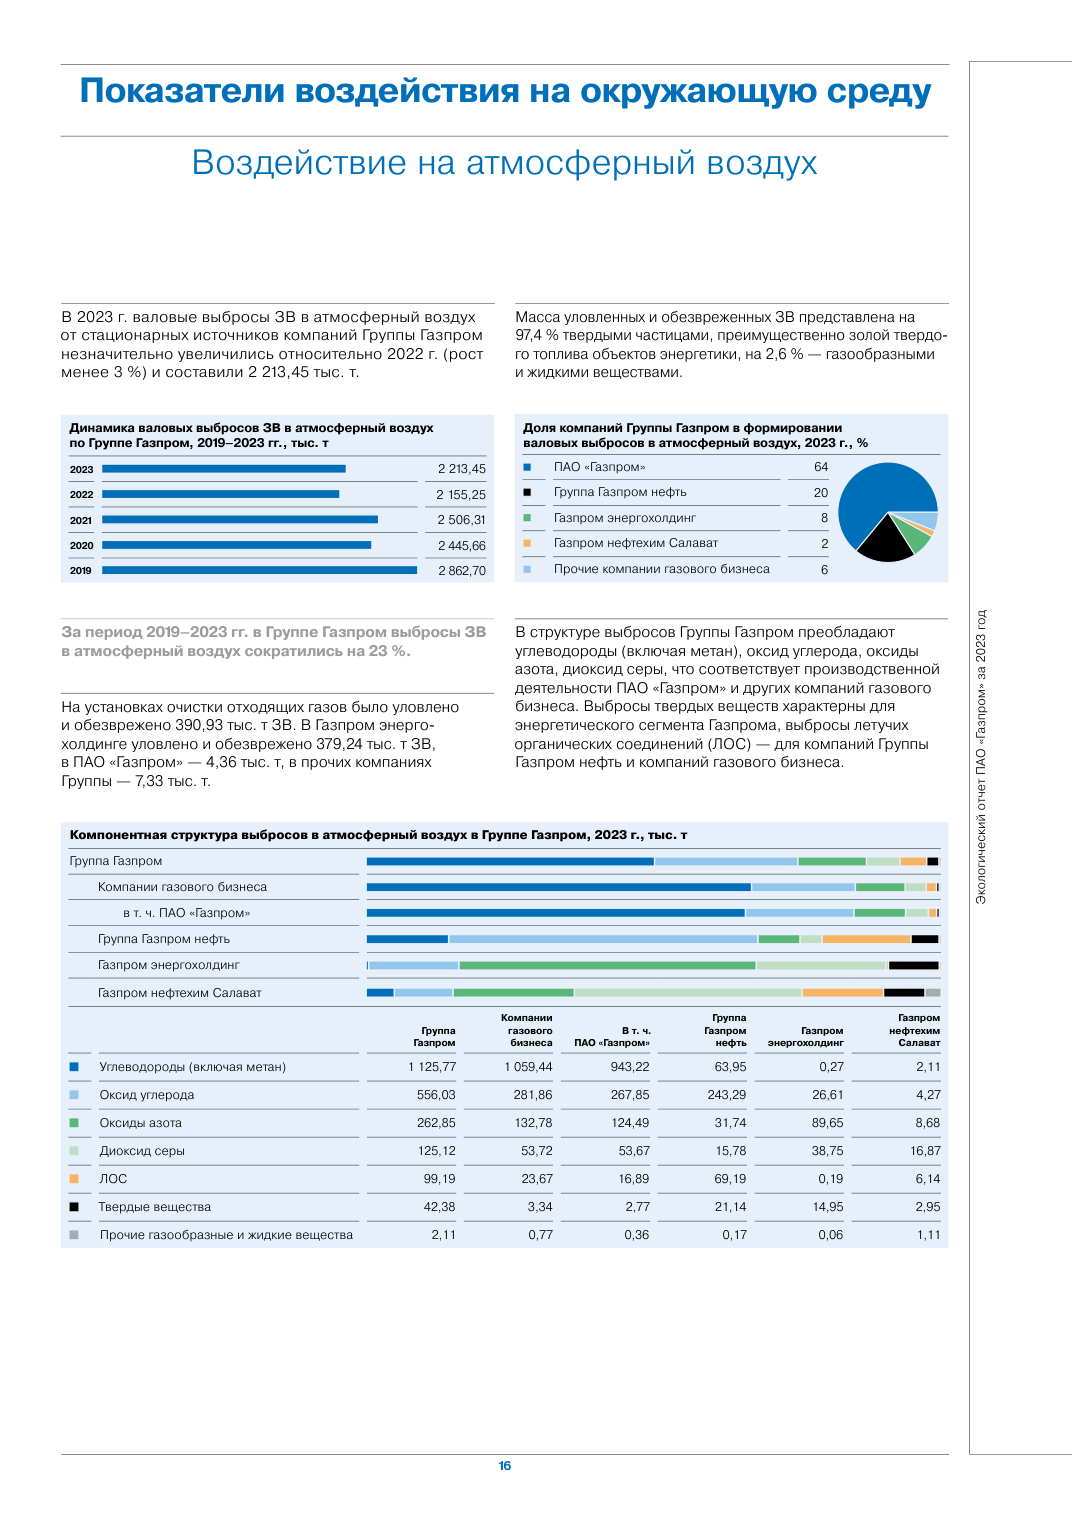 Показатели воздействия на окружающую среду
Воздействие на атмосферный воздух
В 2023 г. валовые выбросы ЗВ в атмосферный воздух
от стационарных источников компаний Группы Газпром
незначительно увеличились относительно 2022 г. (рост
менее 3 %) и составили 2 213,45 тыс. т.
Масса уловленных и обезвреженных ЗВ представлена на
97,4 % твердыми частицами, преимущественно золой твердо-
го топлива объектов энергетики, на 2,6 % — газообразными
и жидкими веществами.
Динамика валовых выбросов ЗВ в атмосферный воздух
по Группе Газпром, 2019–2023 гг., тыс. т
2023 2 213,45
2022 2 155,25
2021 2 506,31
2020 2 445,66
2019 2 862,70
Доля компаний Группы Газпром в формировании
валовых выбросов в атмосферный воздух, 2023 г., %
ПАО «Газпром» 64
Группа Газпром нефть 20
Газпром энергохолдинг 8
Газпром нефтехим Салават 2
Прочие компании газового бизнеса 6
За период 2019–2023 гг. в Группе Газпром выбросы ЗВ
в атмосферный воздух сократились на 23 %.
На установках очистки отходящих газов было уловлено
и обезврежено 390,93 тыс. т ЗВ. В Газпром энерго-
холдинге уловлено и обезврежено 379,24 тыс. т ЗВ,
в ПАО «Газпром» — 4,36 тыс. т, в прочих компаниях
Группы — 7,33 тыс. т.
В структуре выбросов Группы Газпром преобладают
углеводороды (включая метан), оксид углерода, оксиды
азота, диоксид серы, что соответствует производственной
деятельности ПАО «Газпром» и других компаний газового
бизнеса. Выбросы твердых веществ характерны для
энергетического сегмента Газпрома, выбросы летучих
органических соединений (ЛОС) — для компаний Группы
Газпром нефть и компаний газового бизнеса.
Компонентная структура выбросов в атмосферный воздух в Группе Газпром, 2023 г., тыс. т
Группа Газпром
Компании газового бизнеса
в т. ч. ПАО «Газпром»
Группа Газпром нефть
Газпром энергохолдинг
Газпром нефтехим Салават
Группа Газпром
Компании газового бизнеса
В т. ч. ПАО «Газпром»
Группа Газпром нефть
Газпром энергохолдинг
Газпром нефтехим Салават
Углеводороды (включая метан) 1 125,77 1 059,44 943,22 63,95 0,27 2,11
Оксид углерода 556,03 281,86 267,85 243,29 26,61 4,27
Оксиды азота 262,85 132,78 124,49 31,74 89,65 8,68
Диоксид серы 125,12 53,72 53,67 15,78 38,75 16,87
ЛОС 99,19 23,67 16,89 69,19 0,19 6,14
Твердые вещества 42,38 3,34 2,77 21,14 14,95 2,95
Прочие газообразные и жидкие вещества 2,11 0,77 0,36 0,17 0,06 1,11
Экологический отчет ПАО «Газпром» за 2023 год
16